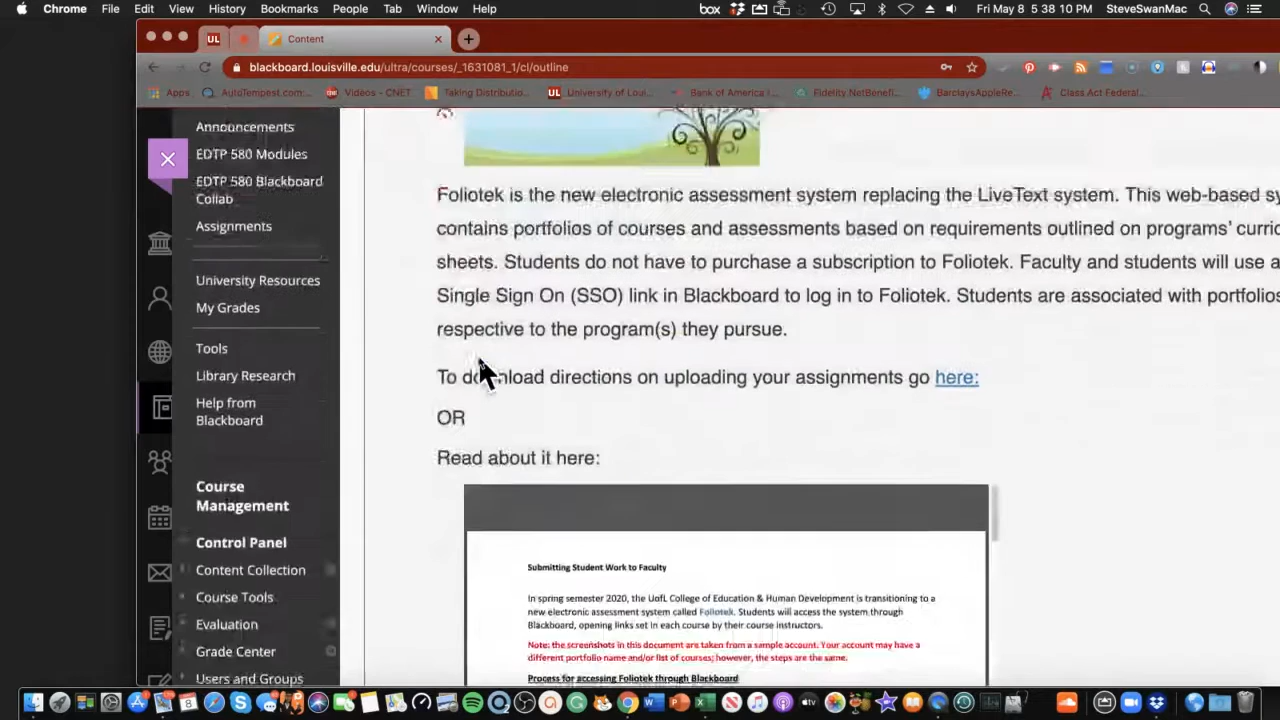 Chrome File Edit View History Bookmarks People Tab Window Help box Fri May 8 5 38 10 PM SteveSwanMac
UL Content
blackboard.louisville.edu/ultra/courses/_1631081_1/cl/outline
Apps AutoTempest.com:... Videos - CNET Taking Distributio... UL University of Loui... Bank of America |... Fidelity NetBenefi... BarclaysAppleRe... Class Act Federal...
Announcements
EDTP 580 Modules
EDTP 580 Blackboard
Collab
Assignments
University Resources
My Grades
Tools
Library Research
Help from
Blackboard
Course
Management
Control Panel
Content Collection
Course Tools
Evaluation
Grade Center
Users and Groups
Foliotek is the new electronic assessment system replacing the LiveText system. This web-based sy
contains portfolios of courses and assessments based on requirements outlined on programs' curric
sheets. Students do not have to purchase a subscription to Foliotek. Faculty and students will use a
Single Sign On (SSO) link in Blackboard to log in to Foliotek. Students are associated with portfolios
respective to the program(s) they pursue.
To download directions on uploading your assignments go here:
OR
Read about it here:
Submitting Student Work to Faculty
In spring semester 2020, the UofL College of Education & Human Development is transitioning to a
new electronic assessment system called Foliotek. Students will access the system through
Blackboard, opening links set in each course by their course instructors.
Note: the screenshots in this document are taken from a sample account. Your account may have a
different portfolio name and/or list of courses; however, the steps are the same.
Process for accessing Foliotek through Blackboard